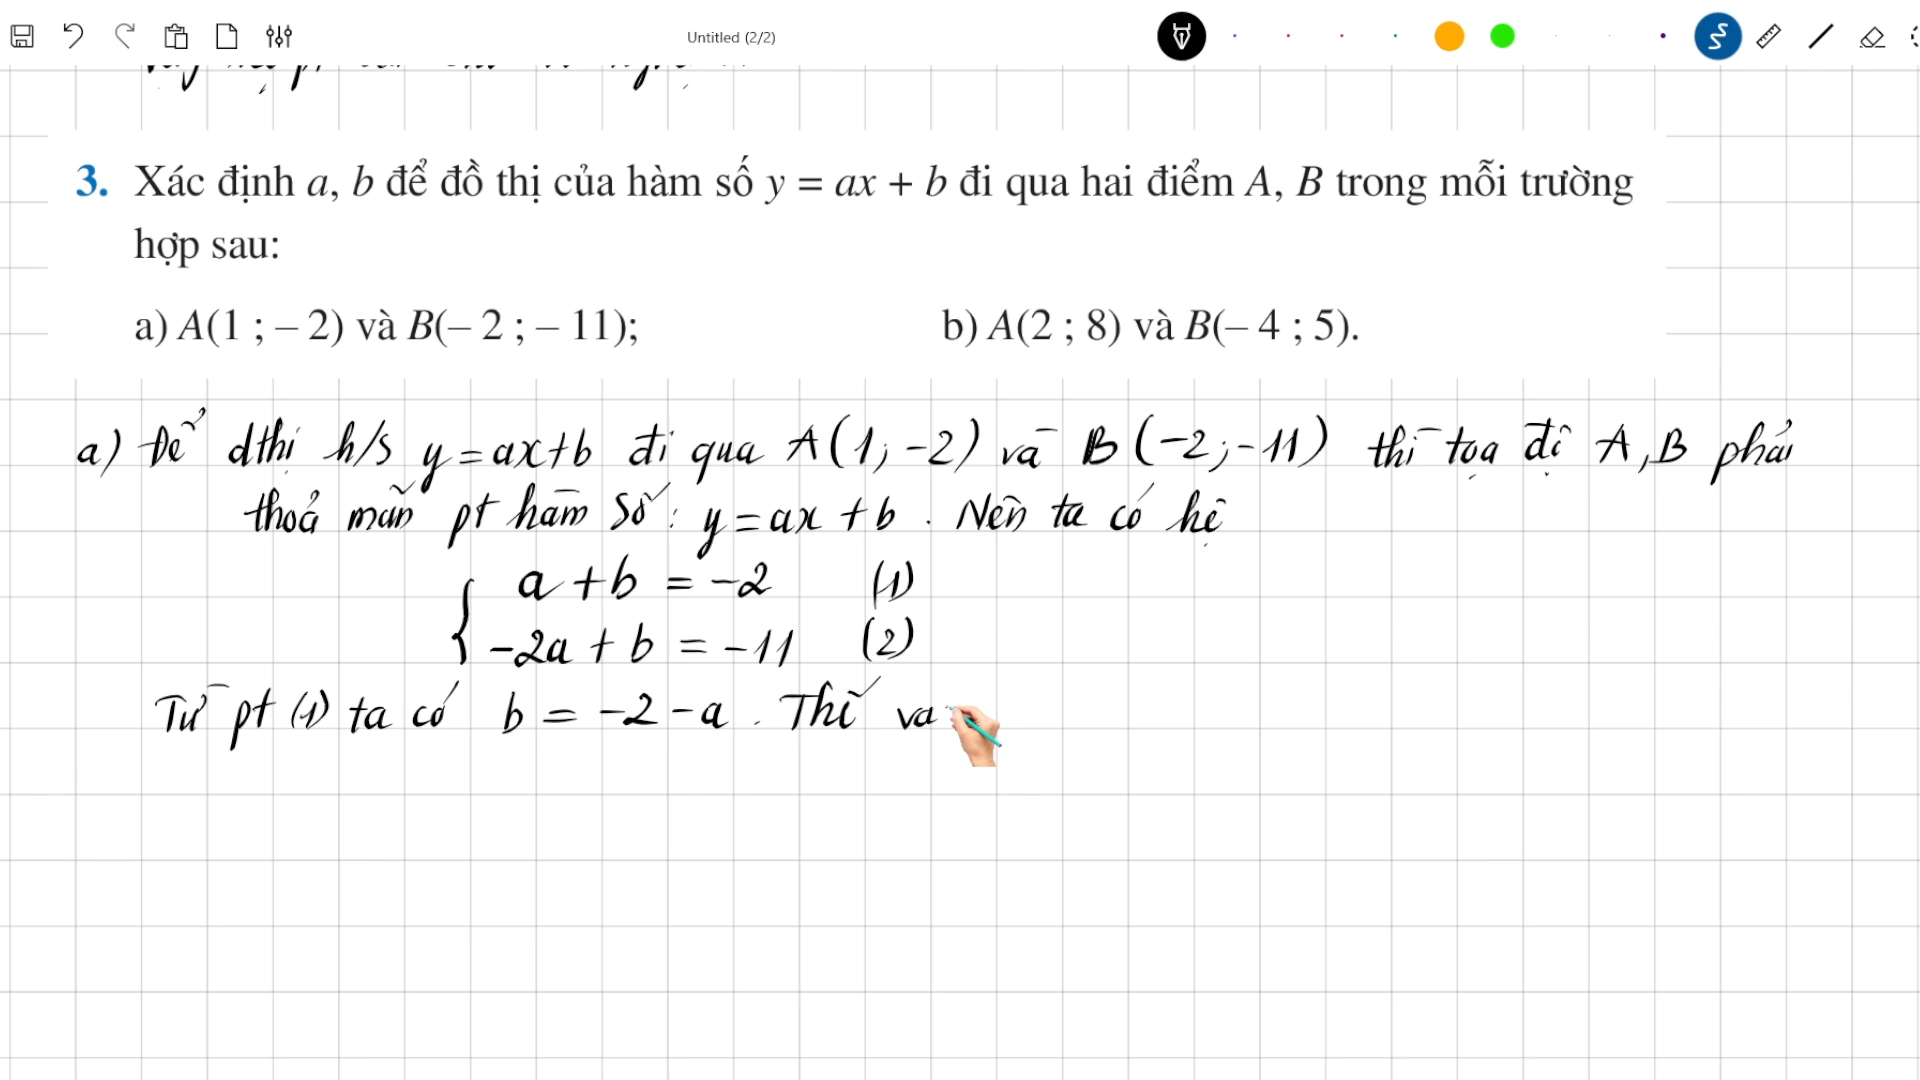 Untitled (2/2)
3. Xác định a, b để đồ thị của hàm số y = ax + b đi qua hai điểm A, B trong mỗi trường
hợp sau:
a) A(1 ; – 2) và B(– 2 ; – 11);
b) A(2 ; 8) và B(– 4 ; 5).
a) Để dthị h/s y = ax + b đi qua A(1; -2) và B(-2; -11) thì tọa độ A, B phải
thoả mãn pt hàm số: y = ax + b. Nên ta có hệ
a + b = -2 (1)
-2a + b = -11 (2)
Từ pt (1) ta có b = -2 - a. Thế va